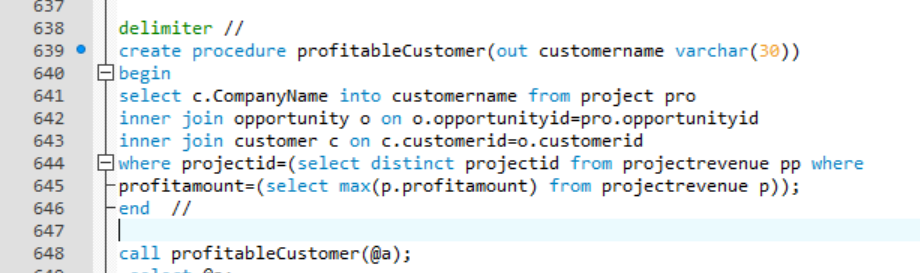 637
638 delimiter //
639 create procedure profitableCustomer(out customername varchar(30))
640 begin
641 select c.CompanyName into customername from project pro
642 inner join opportunity o on o.opportunityid=pro.opportunityid
643 inner join customer c on c.customerid=o.customerid
644 where projectid=(select distinct projectid from projectrevenue pp where
645 profitamount=(select max(p.profitamount) from projectrevenue p));
646 end //
647
648 call profitableCustomer(@a);